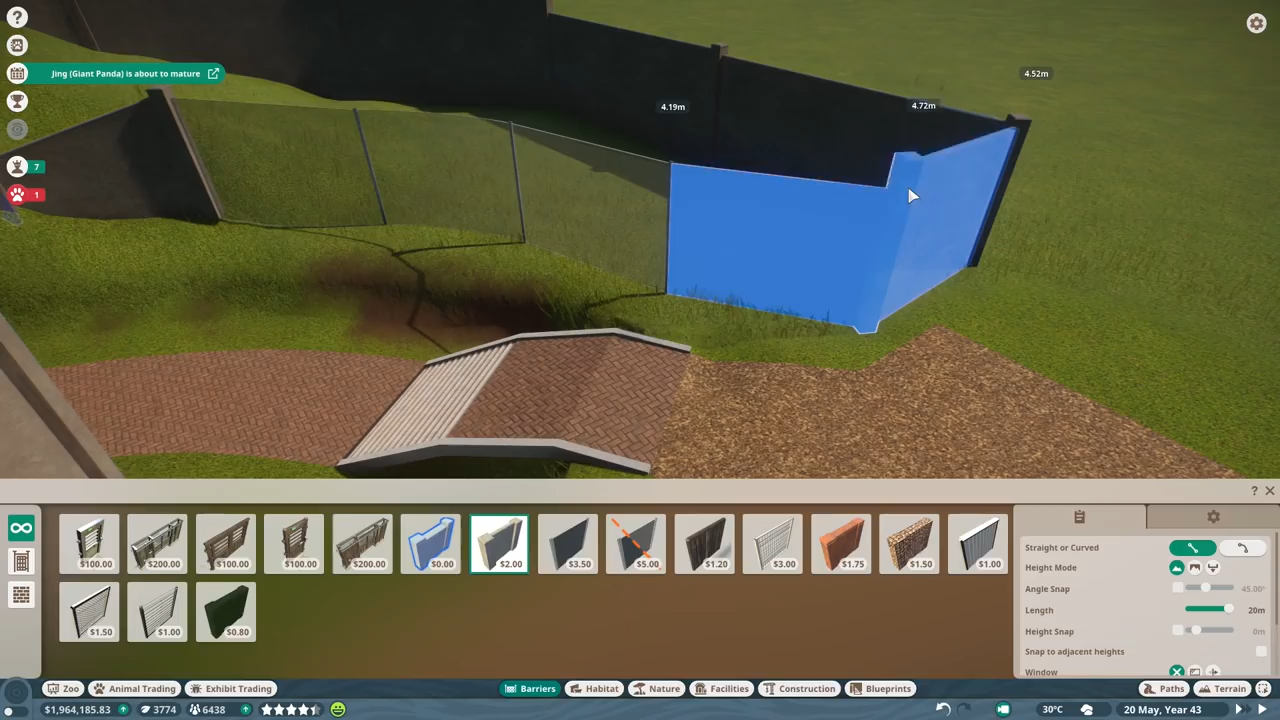 ?
Jing (Giant Panda) is about to mature
7
1
4.19m
4.72m
4.52m
?
$100.00
$200.00
$100.00
$100.00
$200.00
$0.00
$2.00
$3.50
$5.00
$1.20
$3.00
$1.75
$1.50
$1.00
$1.50
$1.00
$0.80
Straight or Curved
Height Mode
Angle Snap
45.00°
Length
20m
Height Snap
0m
Snap to adjacent heights
Window
Zoo
Animal Trading
Exhibit Trading
Barriers
Habitat
Nature
Facilities
Construction
Blueprints
Paths
Terrain
$1,964,185.83
3774
6438
30°C
20 May, Year 43